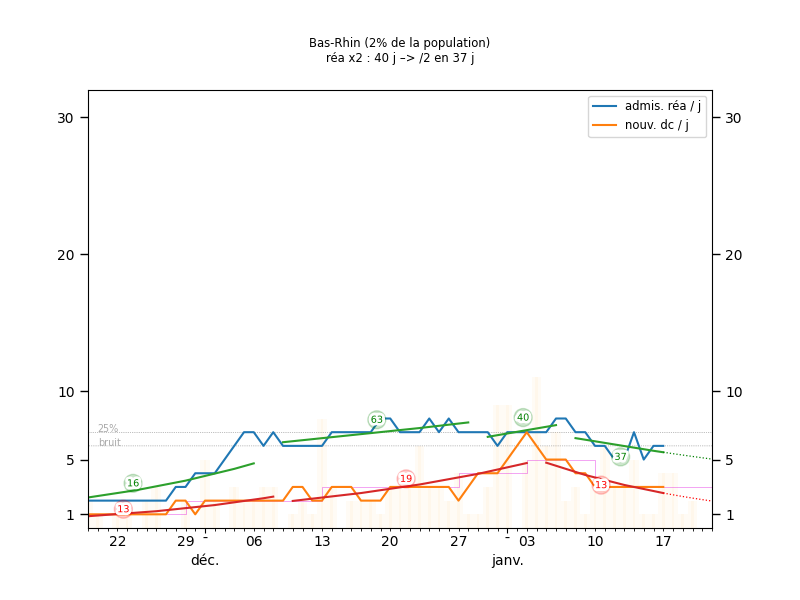 Bas-Rhin (2% de la population)
réa x2 : 40 j –> /2 en 37 j
admis. réa / j
nouv. dc / j
30 30
20 20
10 10
5 5
1 1
25%
bruit
16
13
63
19
40
37
13
22 29 - 06 13 20 27 - 03 10 17
déc. janv.